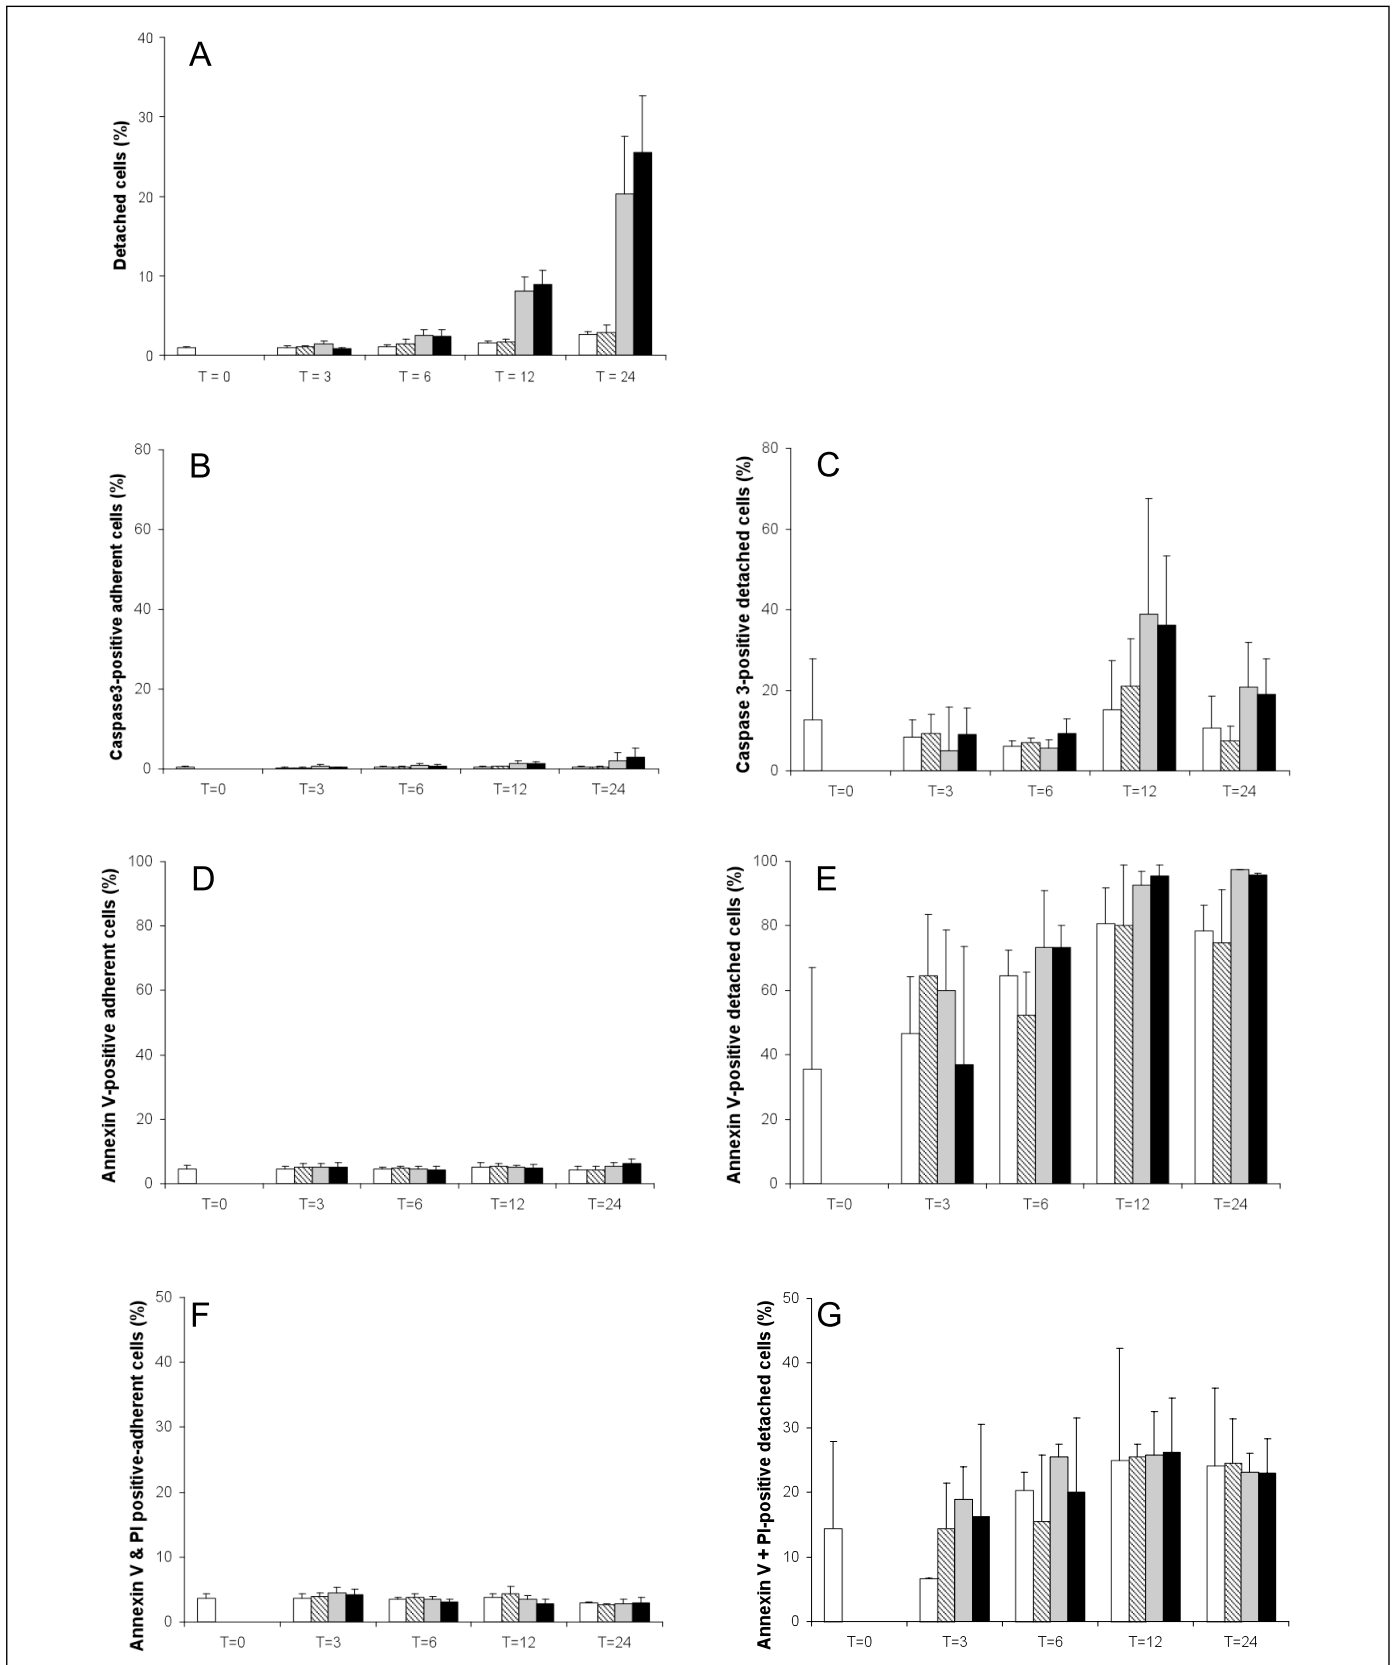 A
Detached cells (%)
40
30
20
10
0
T = 0
T = 3
T = 6
T = 12
T = 24
B
Caspase3-positive adherent cells (%)
80
60
40
20
0
T=0
T=3
T=6
T=12
T=24
C
Caspase 3-positive detached cells (%)
80
60
40
20
0
T=0
T=3
T=6
T=12
T=24
D
Annexin V-positive adherent cells (%)
100
80
60
40
20
0
T=0
T=3
T=6
T=12
T=24
E
Annexin V-positive detached cells (%)
100
80
60
40
20
0
T=0
T=3
T=6
T=12
T=24
F
Annexin V & PI positive-adherent cells (%)
50
40
30
20
10
0
T=0
T=3
T=6
T=12
T=24
G
Annexin V + PI-positive detached cells (%)
50
40
30
20
10
0
T=0
T=3
T=6
T=12
T=24